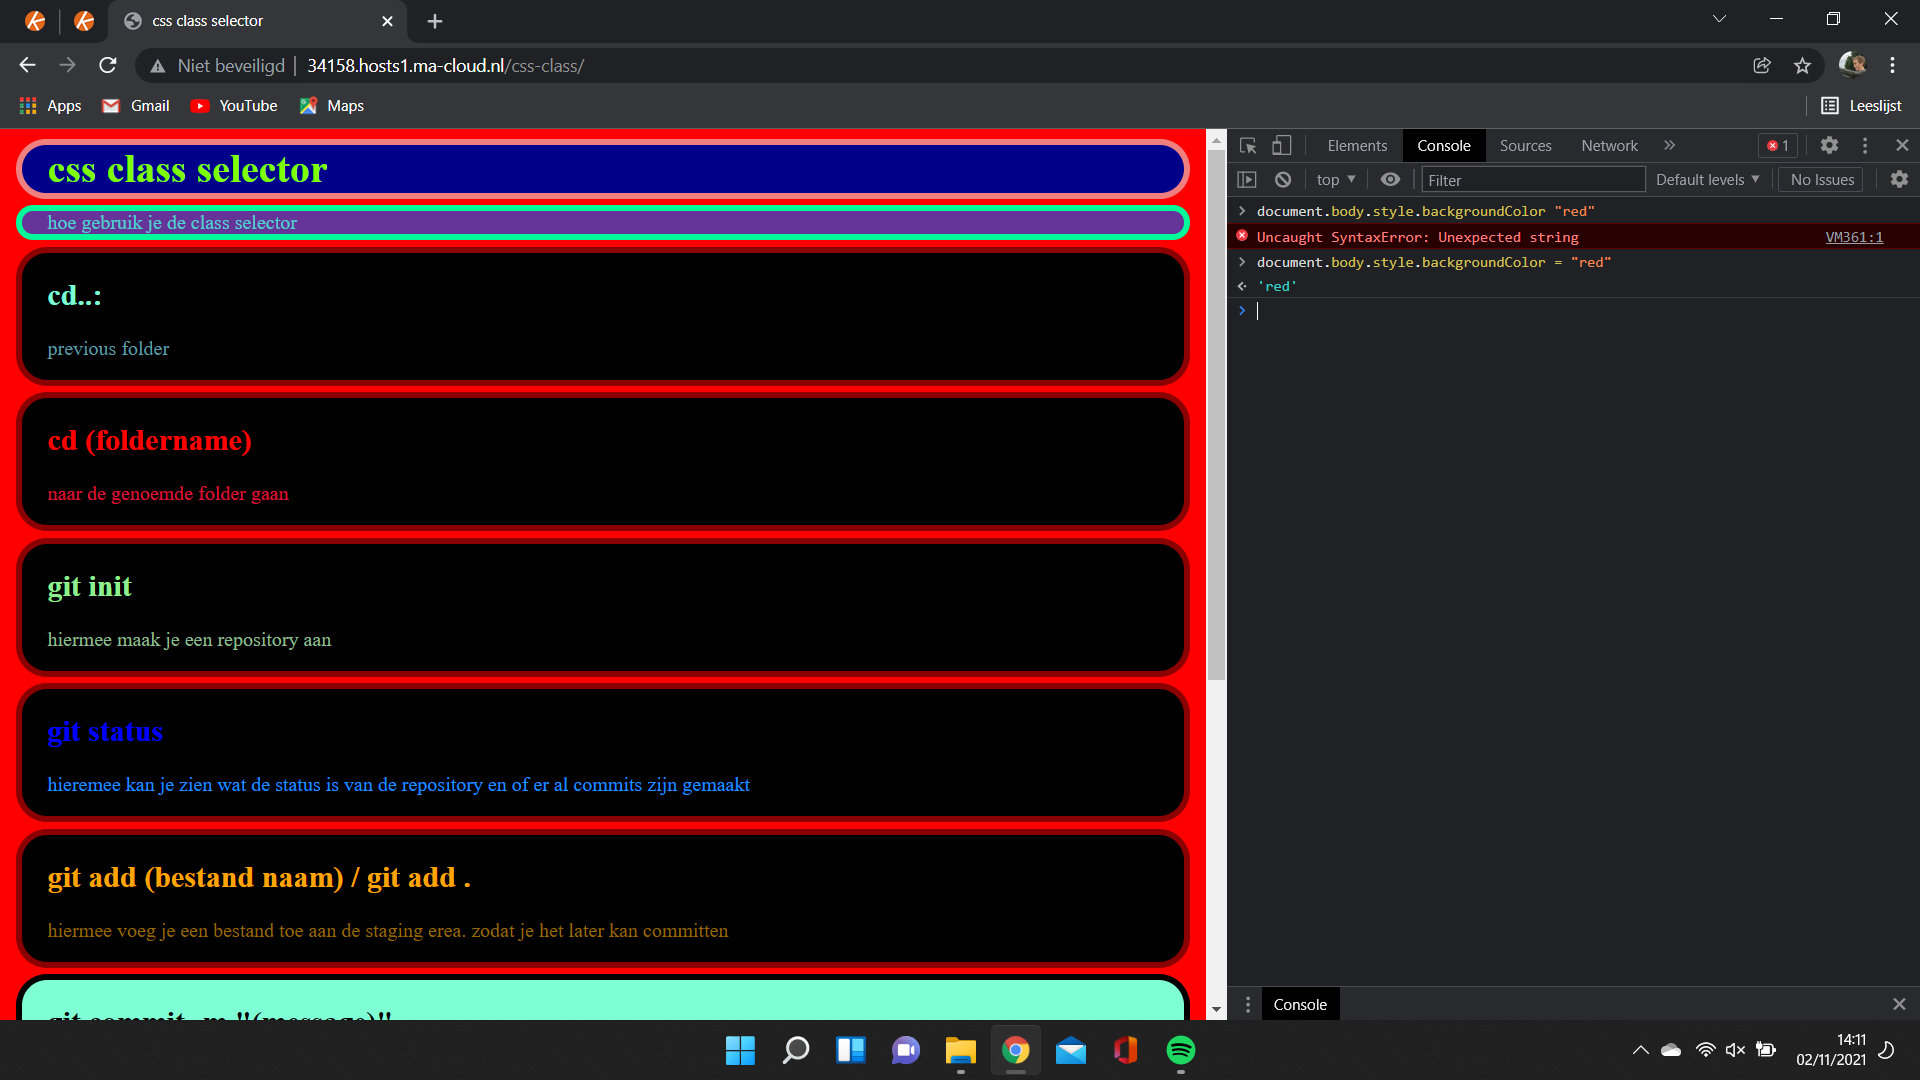 css class selector
Niet beveiligd | 34158.hosts1.ma-cloud.nl/css-class/
Apps Gmail YouTube Maps Leeslijst
css class selector
hoe gebruik je de class selector
cd..:
previous folder
cd (foldername)
naar de genoemde folder gaan
git init
hiermee maak je een repository aan
git status
hieremee kan je zien wat de status is van de repository en of er al commits zijn gemaakt
git add (bestand naam) / git add .
hiermee voeg je een bestand toe aan de staging erea. zodat je het later kan committen
git commit -m "(message)"
Elements Console Sources Network » 1
top Filter Default levels No Issues
document.body.style.backgroundColor "red"
Uncaught SyntaxError: Unexpected string VM361:1
document.body.style.backgroundColor = "red"
'red'
Console
14:11
02/11/2021